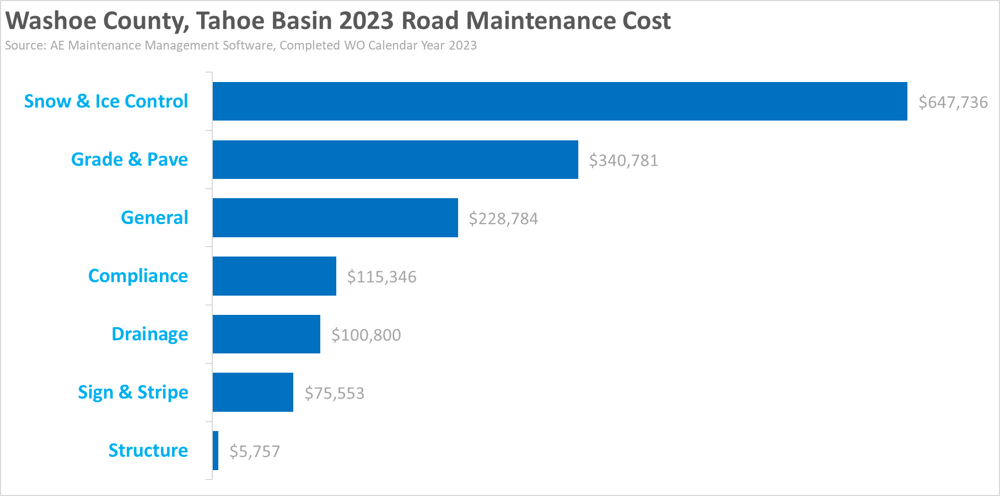 Washoe County, Tahoe Basin 2023 Road Maintenance Cost
Source: AE Maintenance Management Software, Completed WO Calendar Year 2023
Snow & Ice Control $647,736
Grade & Pave $340,781
General $228,784
Compliance $115,346
Drainage $100,800
Sign & Stripe $75,553
Structure $5,757